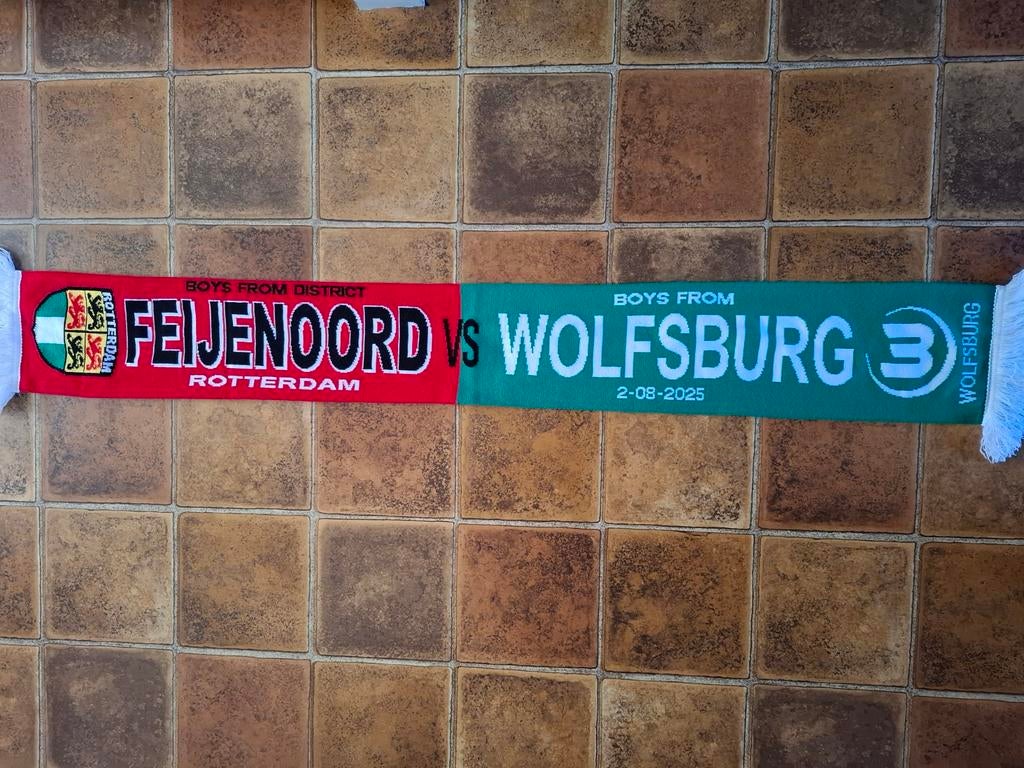 BOYS FROM DISTRICT
FEIJENOORD
ROTTERDAM
ROTTERDAM
VS
BOYS FROM
WOLFSBURG
2-08-2025
W
WOLFSBURG